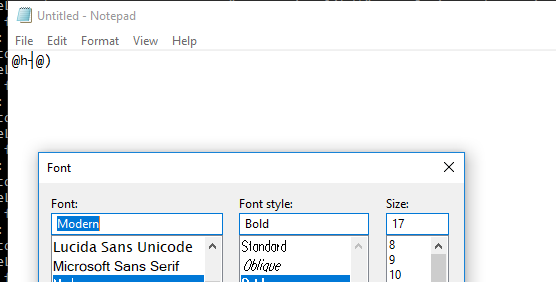 Untitled - Notepad
File Edit Format View Help
@h-@)
Font
Font: Font style: Size:
Modern Bold 17
Lucida Sans Unicode Standard 8
Microsoft Sans Serif Oblique 9
10